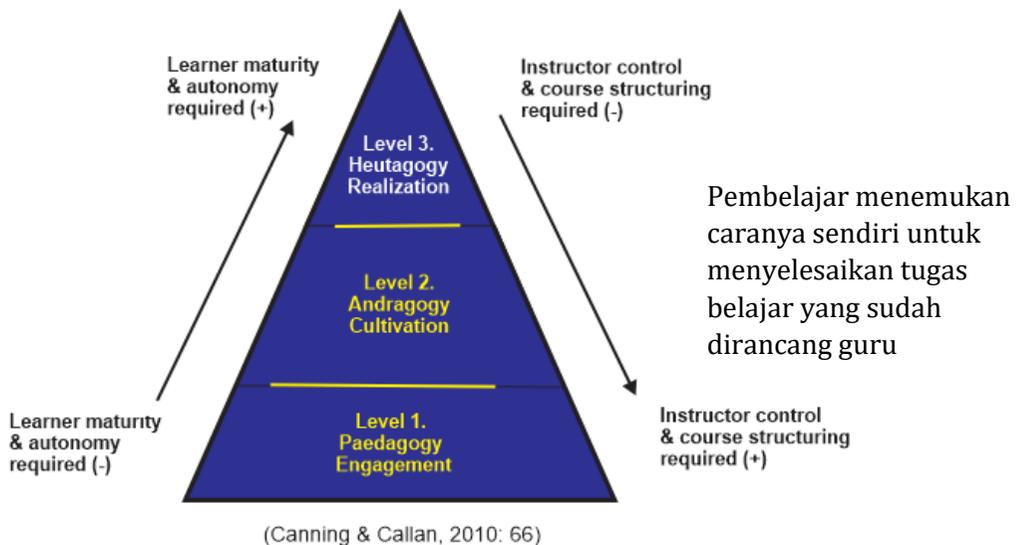 Learner maturity
& autonomy
required (+)
Instructor control
& course structuring
required (-)
Level 3.
Heutagogy
Realization
Pembelajar menemukan
caranya sendiri untuk
menyelesaikan tugas
belajar yang sudah
dirancang guru
Level 2.
Andragogy
Cultivation
Learner maturity
& autonomy
required (-)
Level 1.
Paedagogy
Engagement
Instructor control
& course structuring
required (+)
(Canning & Callan, 2010: 66)